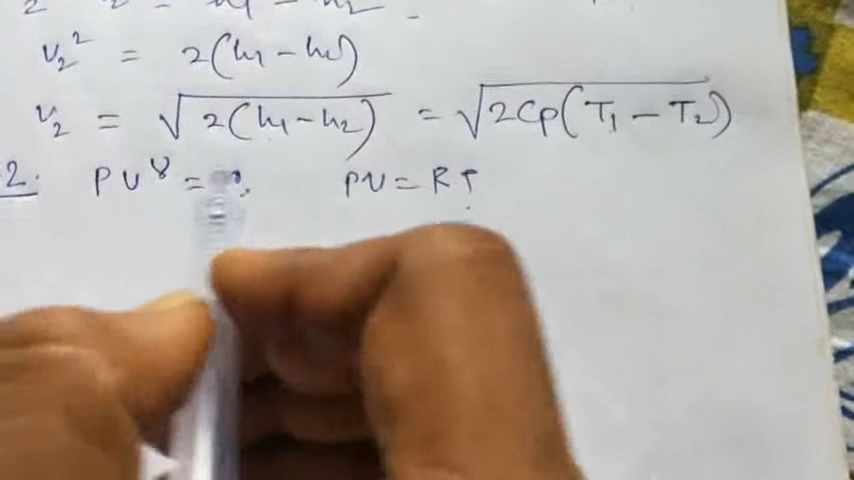 v₂² = 2(h₁ - h₂)
v₂ = √2(h₁ - h₂) = √2Cp(T₁ - T₂)
2. PV^γ = PV = RT